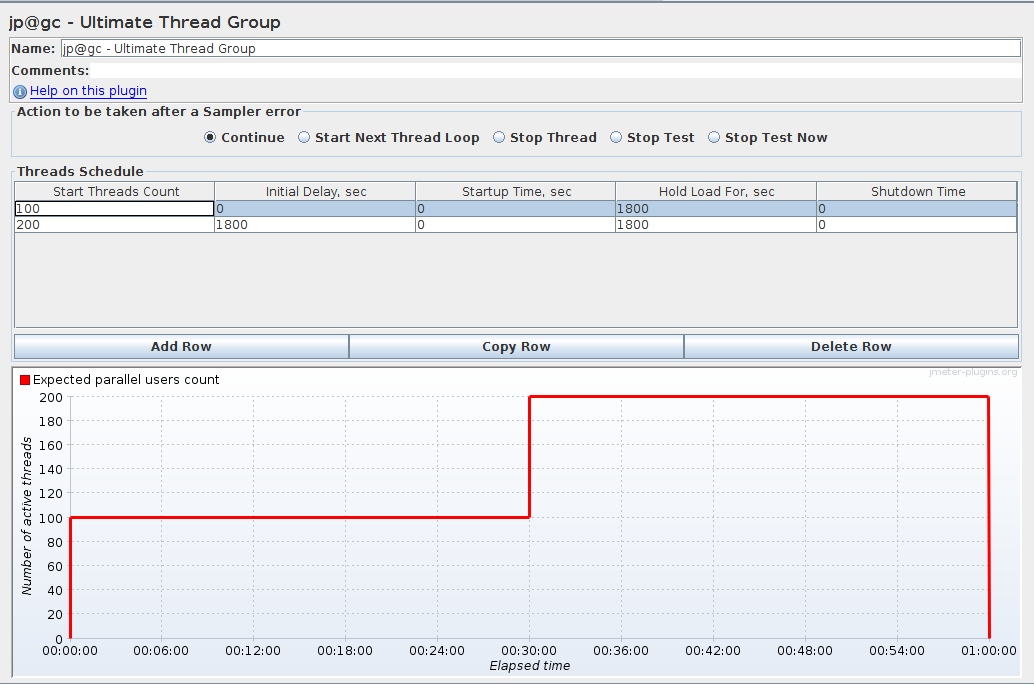 jp@gc - Ultimate Thread Group
Name: jp@gc - Ultimate Thread Group
Comments:
Help on this plugin
Action to be taken after a Sampler error
Continue Start Next Thread Loop Stop Thread Stop Test Stop Test Now
Threads Schedule
Start Threads Count Initial Delay, sec Startup Time, sec Hold Load For, sec Shutdown Time
100 0 0 1800 0
200 1800 0 1800 0
Add Row Copy Row Delete Row
jmeter-plugins.org
Expected parallel users count
200
180
160
140
120
100
80
60
40
20
0
Number of active threads
00:00:00 00:06:00 00:12:00 00:18:00 00:24:00 00:30:00 00:36:00 00:42:00 00:48:00 00:54:00 01:00:00
Elapsed time